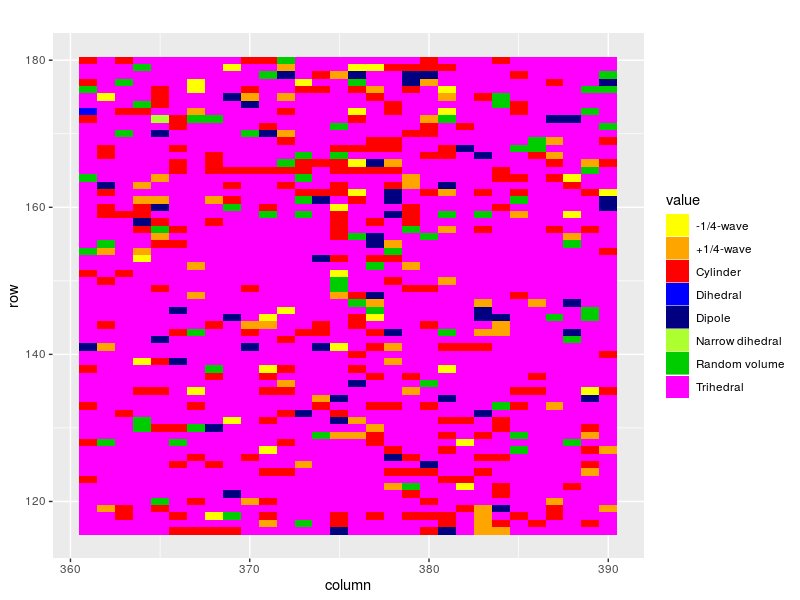 180
160
140
120
row
360
370
380
390
column
value
-1/4-wave
+1/4-wave
Cylinder
Dihedral
Dipole
Narrow dihedral
Random volume
Trihedral